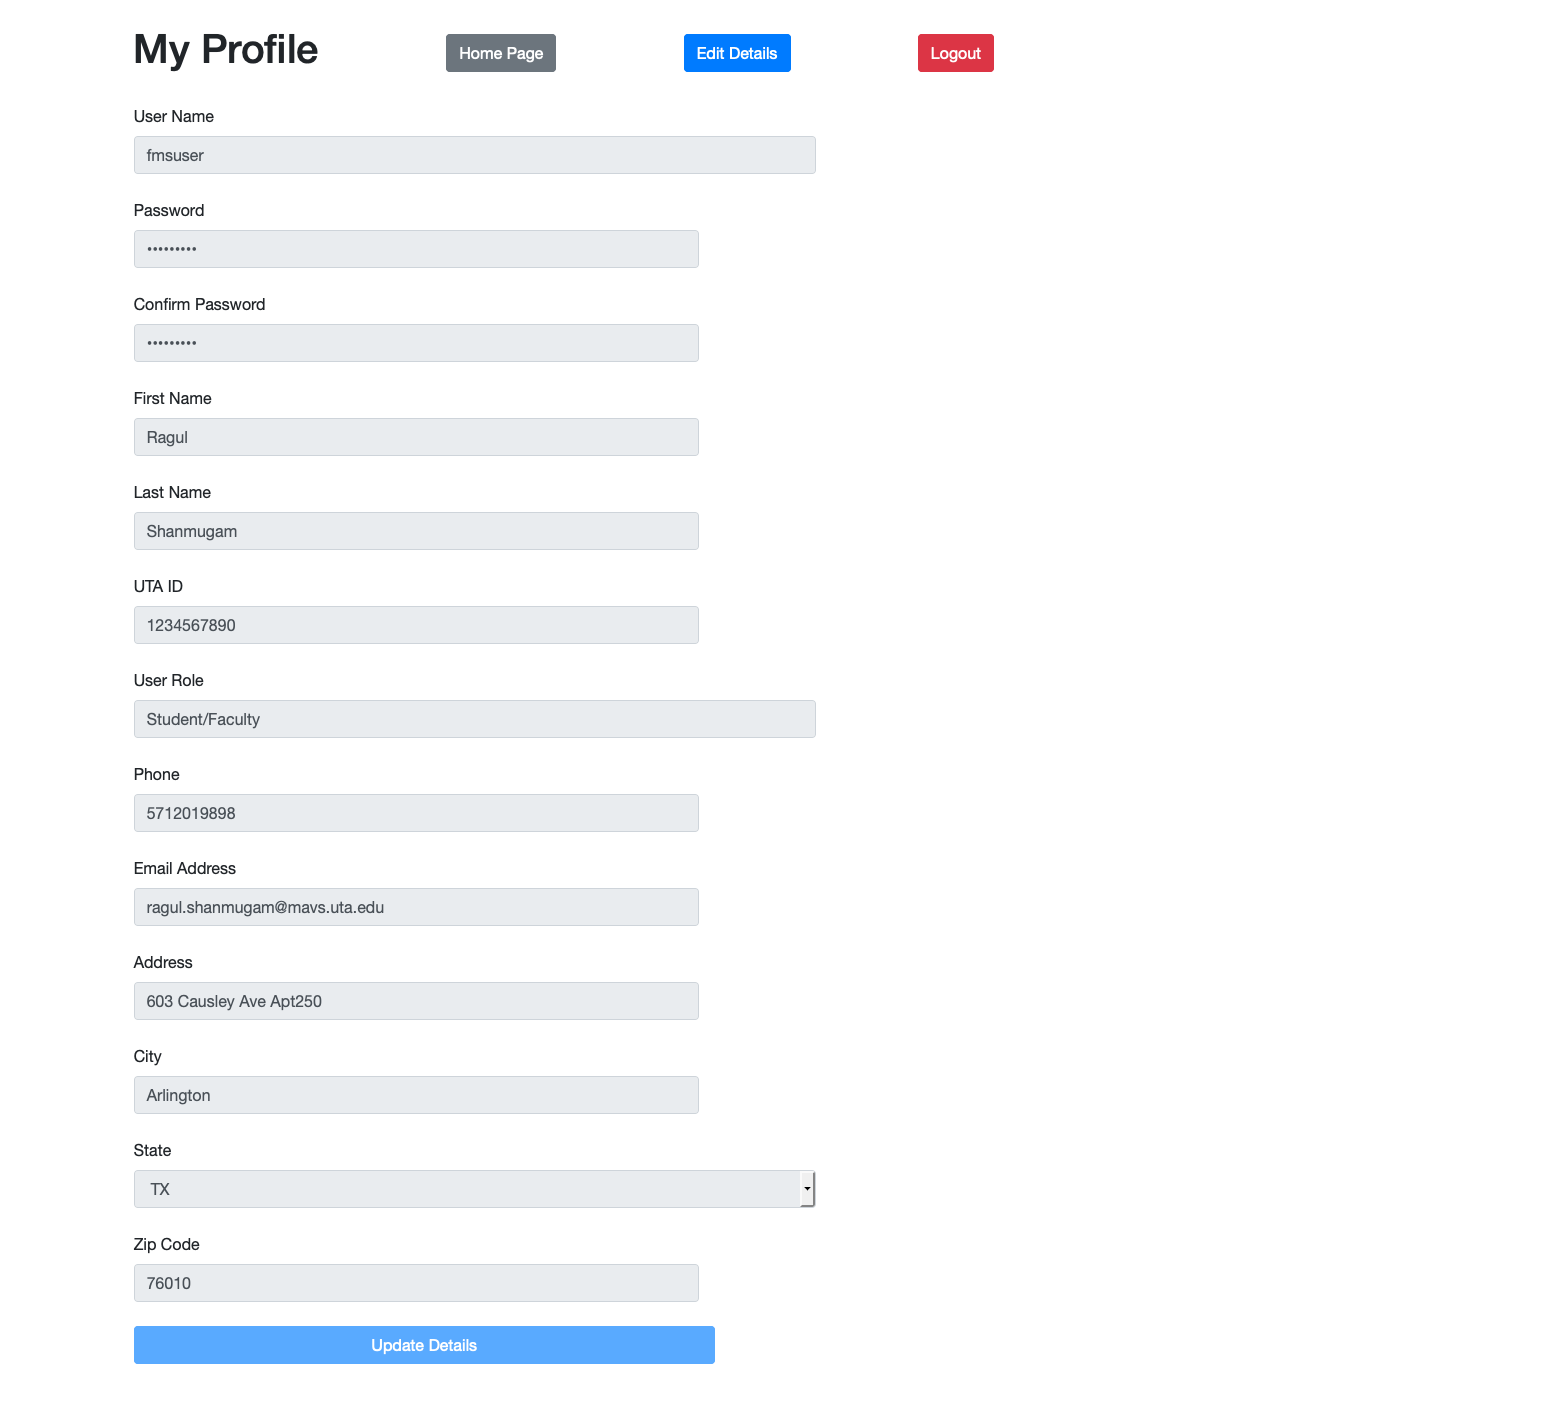 My Profile
Home Page
Edit Details
Logout
User Name
fmsuser
Password
•••••••••
Confirm Password
•••••••••
First Name
Ragul
Last Name
Shanmugam
UTA ID
1234567890
User Role
Student/Faculty
Phone
5712019898
Email Address
ragul.shanmugam@mavs.uta.edu
Address
603 Causley Ave Apt250
City
Arlington
State
TX
Zip Code
76010
Update Details